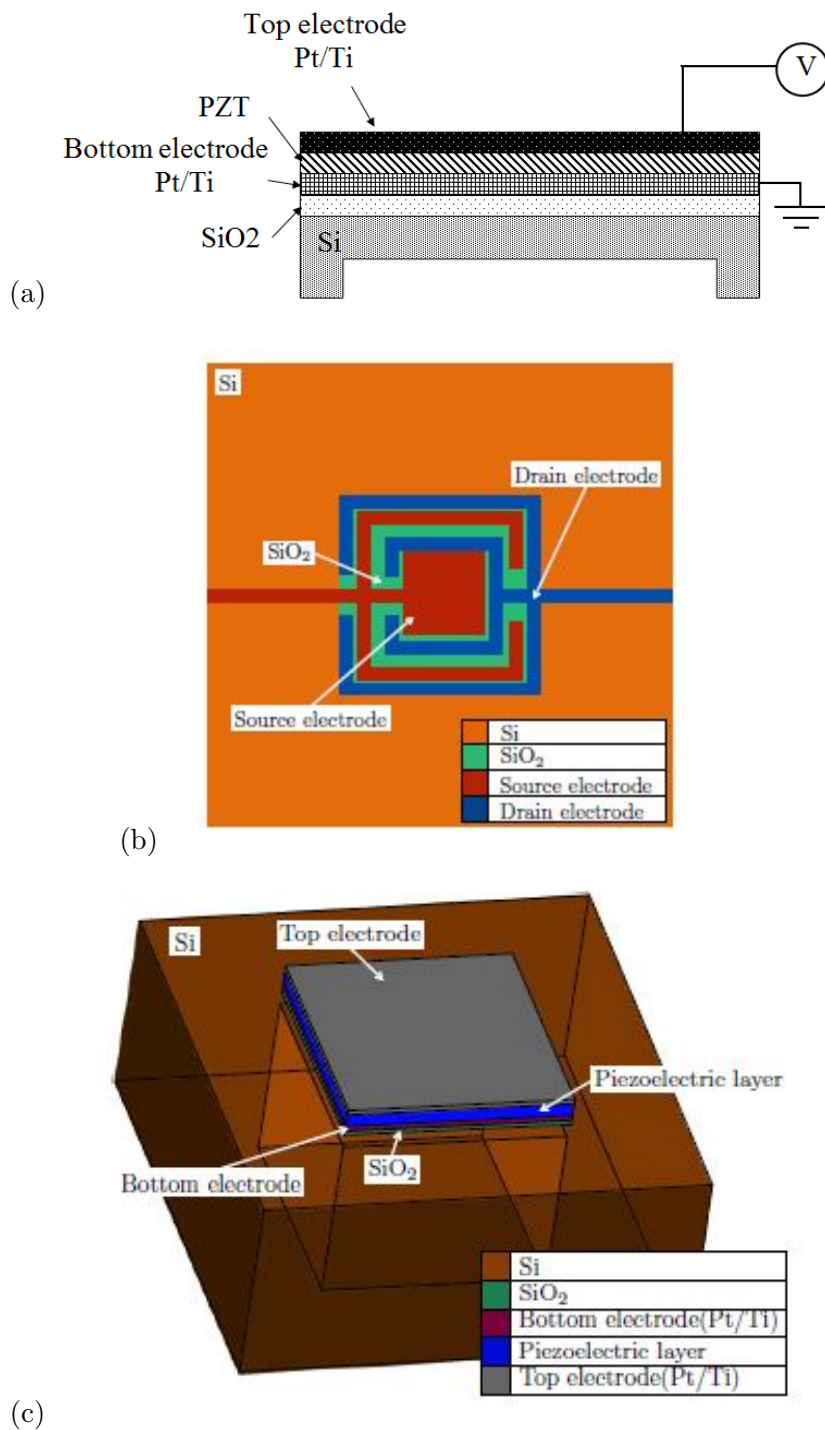 Top electrode
Pt/Ti
V
PZT
Bottom electrode
Pt/Ti
SiO2
Si
(a)
Si
Drain electrode
SiO₂
Source electrode
Si
SiO₂
Source electrode
Drain electrode
(b)
Top electrode
Si
Piezoelectric layer
SiO₂
Bottom electrode
Si
SiO₂
Bottom electrode(Pt/Ti)
Piezoelectric layer
Top electrode(Pt/Ti)
(c)